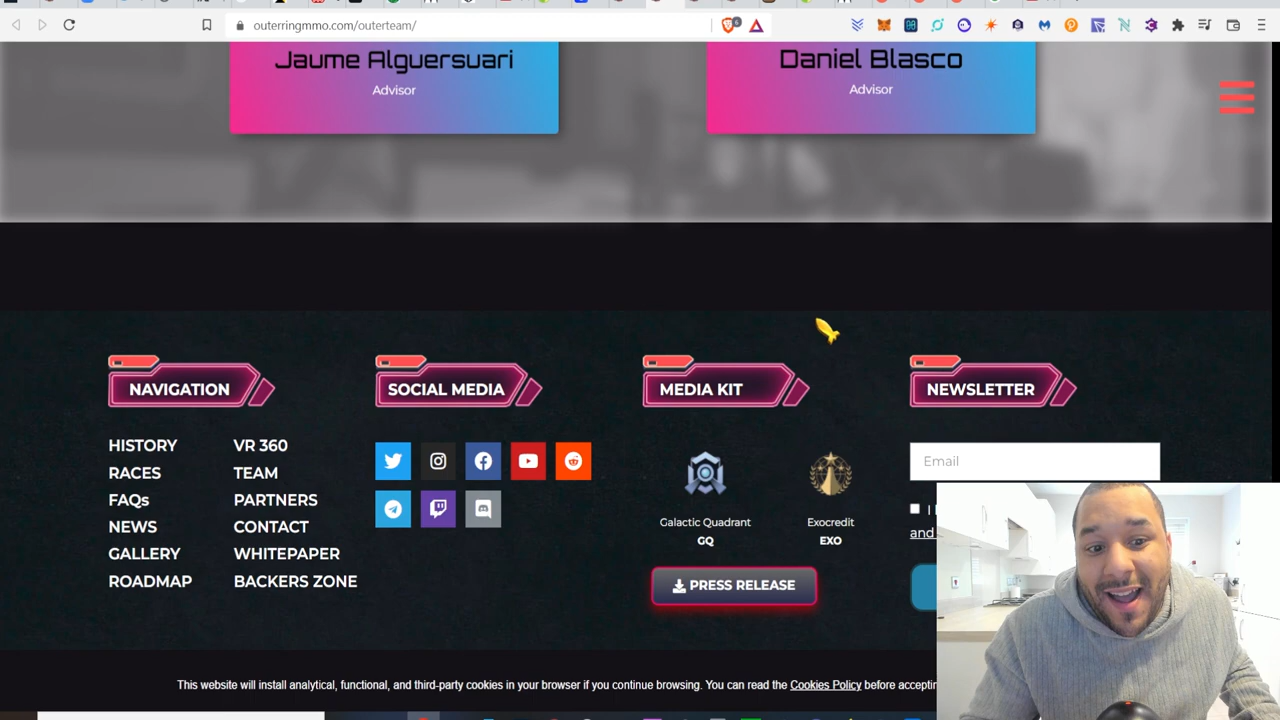 outerringmmo.com/outerteam/
Jaume Alguersuari
Advisor
Daniel Blasco
Advisor
NAVIGATION
HISTORY
RACES
FAQs
NEWS
GALLERY
ROADMAP
VR 360
TEAM
PARTNERS
CONTACT
WHITEPAPER
BACKERS ZONE
SOCIAL MEDIA
MEDIA KIT
Galactic Quadrant
GQ
Exocredit
EXO
PRESS RELEASE
NEWSLETTER
Email
I
and
This website will install analytical, functional, and third-party cookies in your browser if you continue browsing. You can read the Cookies Policy before